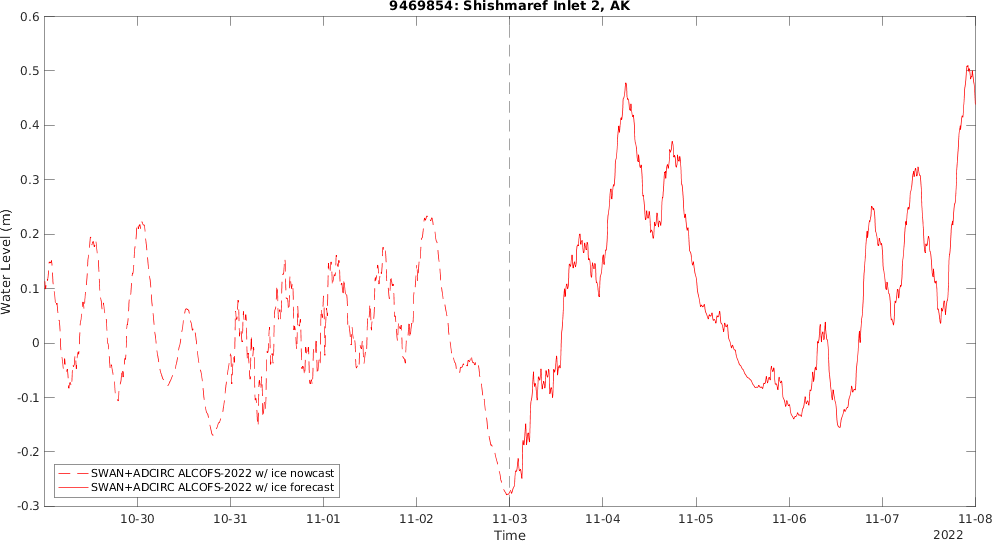 9469854: Shishmaref Inlet 2, AK
0.6
0.5
0.4
0.3
0.2
0.1
0
-0.1
-0.2
-0.3
Water Level (m)
SWAN+ADCIRC ALCOFS-2022 w/ ice nowcast
SWAN+ADCIRC ALCOFS-2022 w/ ice forecast
10-30 10-31 11-01 11-02 11-03 11-04 11-05 11-06 11-07 11-08
Time
2022